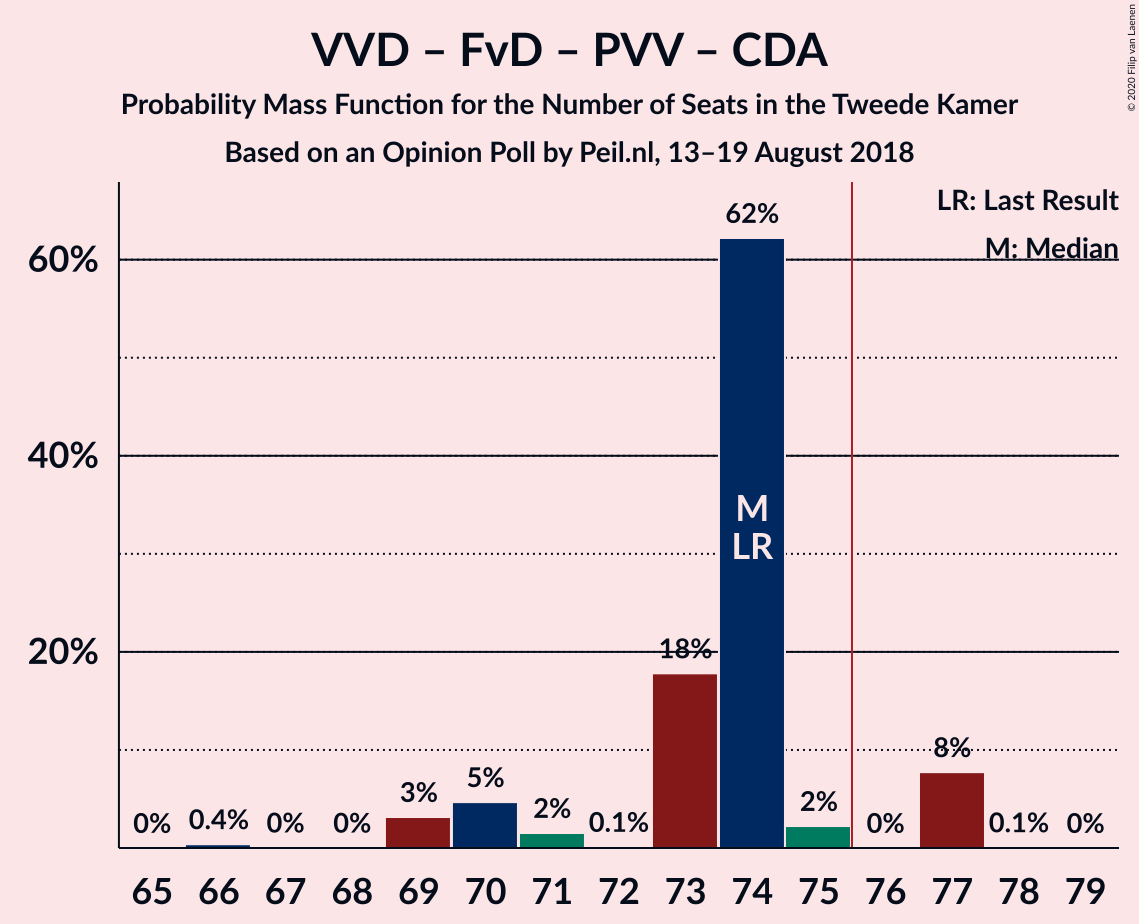 VVD – FvD – PVV – CDA
Probability Mass Function for the Number of Seats in the Tweede Kamer
Based on an Opinion Poll by Peil.nl, 13–19 August 2018
© 2020 Filip van Laenen
LR: Last Result
M: Median
60%
40%
20%
0% 0.4% 0% 0% 3% 5% 2% 0.1% 18% 62% 2% 0% 8% 0.1% 0%
M
LR
65 66 67 68 69 70 71 72 73 74 75 76 77 78 79